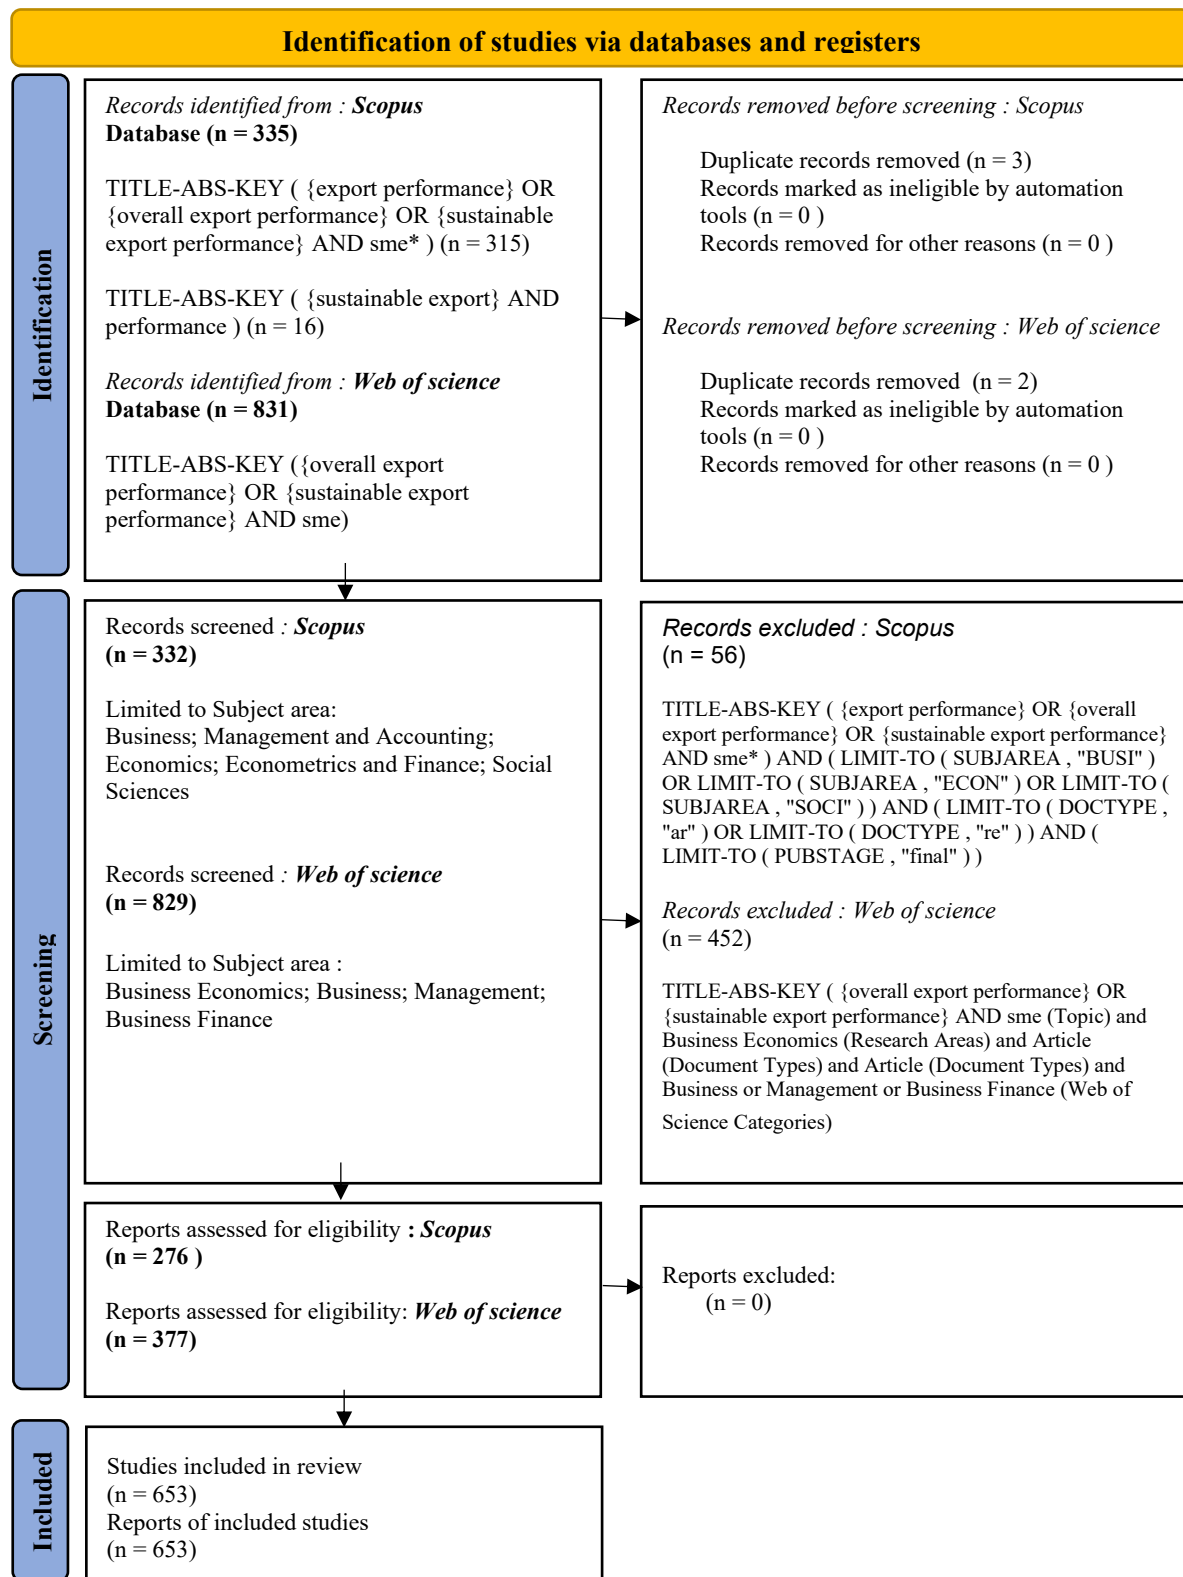 Identification of studies via databases and registers
Identification
Records identified from : Scopus
Database (n = 335)
TITLE-ABS-KEY ( {export performance} OR
{overall export performance} OR {sustainable
export performance} AND sme* ) (n = 315)
TITLE-ABS-KEY ( {sustainable export} AND
performance ) (n = 16)
Records identified from : Web of science
Database (n = 831)
TITLE-ABS-KEY ({overall export
performance} OR {sustainable export
performance} AND sme)
Records removed before screening : Scopus
Duplicate records removed (n = 3)
Records marked as ineligible by automation
tools (n = 0 )
Records removed for other reasons (n = 0 )
Records removed before screening : Web of science
Duplicate records removed  (n = 2)
Records marked as ineligible by automation
tools (n = 0 )
Records removed for other reasons (n = 0 )
Screening
Records screened : Scopus
(n = 332)
Limited to Subject area:
Business; Management and Accounting;
Economics; Econometrics and Finance; Social
Sciences
Records screened : Web of science
(n = 829)
Limited to Subject area :
Business Economics; Business; Management;
Business Finance
Records excluded : Scopus
(n = 56)
TITLE-ABS-KEY ( {export performance} OR {overall
export performance} OR {sustainable export performance}
AND sme* ) AND ( LIMIT-TO ( SUBJAREA , "BUSI" )
OR LIMIT-TO ( SUBJAREA , "ECON" ) OR LIMIT-TO (
SUBJAREA , "SOCI" ) ) AND ( LIMIT-TO ( DOCTYPE ,
"ar" ) OR LIMIT-TO ( DOCTYPE , "re" ) ) AND (
LIMIT-TO ( PUBSTAGE , "final" ) )
Records excluded : Web of science
(n = 452)
TITLE-ABS-KEY ( {overall export performance} OR
{sustainable export performance} AND sme (Topic) and
Business Economics (Research Areas) and Article
(Document Types) and Article (Document Types) and
Business or Management or Business Finance (Web of
Science Categories)
Reports assessed for eligibility : Scopus
(n = 276 )
Reports assessed for eligibility: Web of science
(n = 377)
Reports excluded:
(n = 0)
Included
Studies included in review
(n = 653)
Reports of included studies
(n = 653)